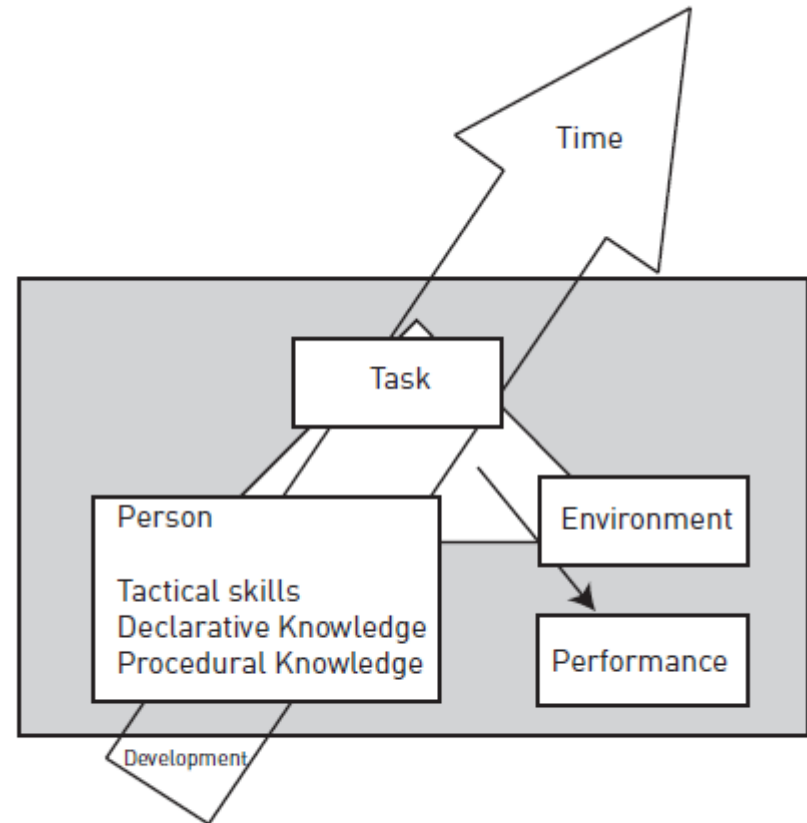 Time
Task
Person
Tactical skills
Declarative Knowledge
Procedural Knowledge
Environment
Performance
Development